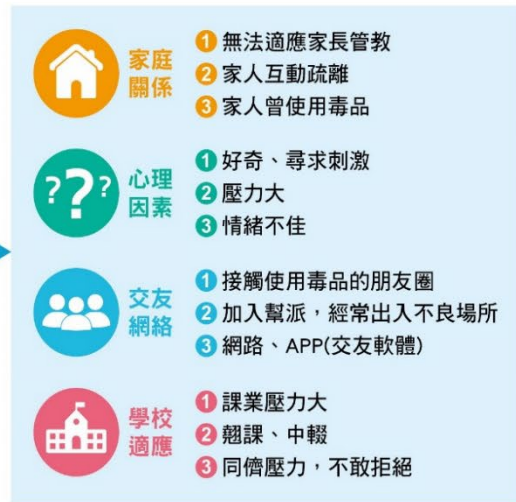 家庭
關係
1 無法適應家長管教
2 家人互動疏離
3 家人曾使用毒品
???
心理
因素
1 好奇、尋求刺激
2 壓力大
3 情緒不佳
交友
網絡
1 接觸使用毒品的朋友圈
2 加入幫派，經常出入不良場所
3 網路、APP(交友軟體)
學校
適應
1 課業壓力大
2 翹課、中輟
3 同儕壓力，不敢拒絕